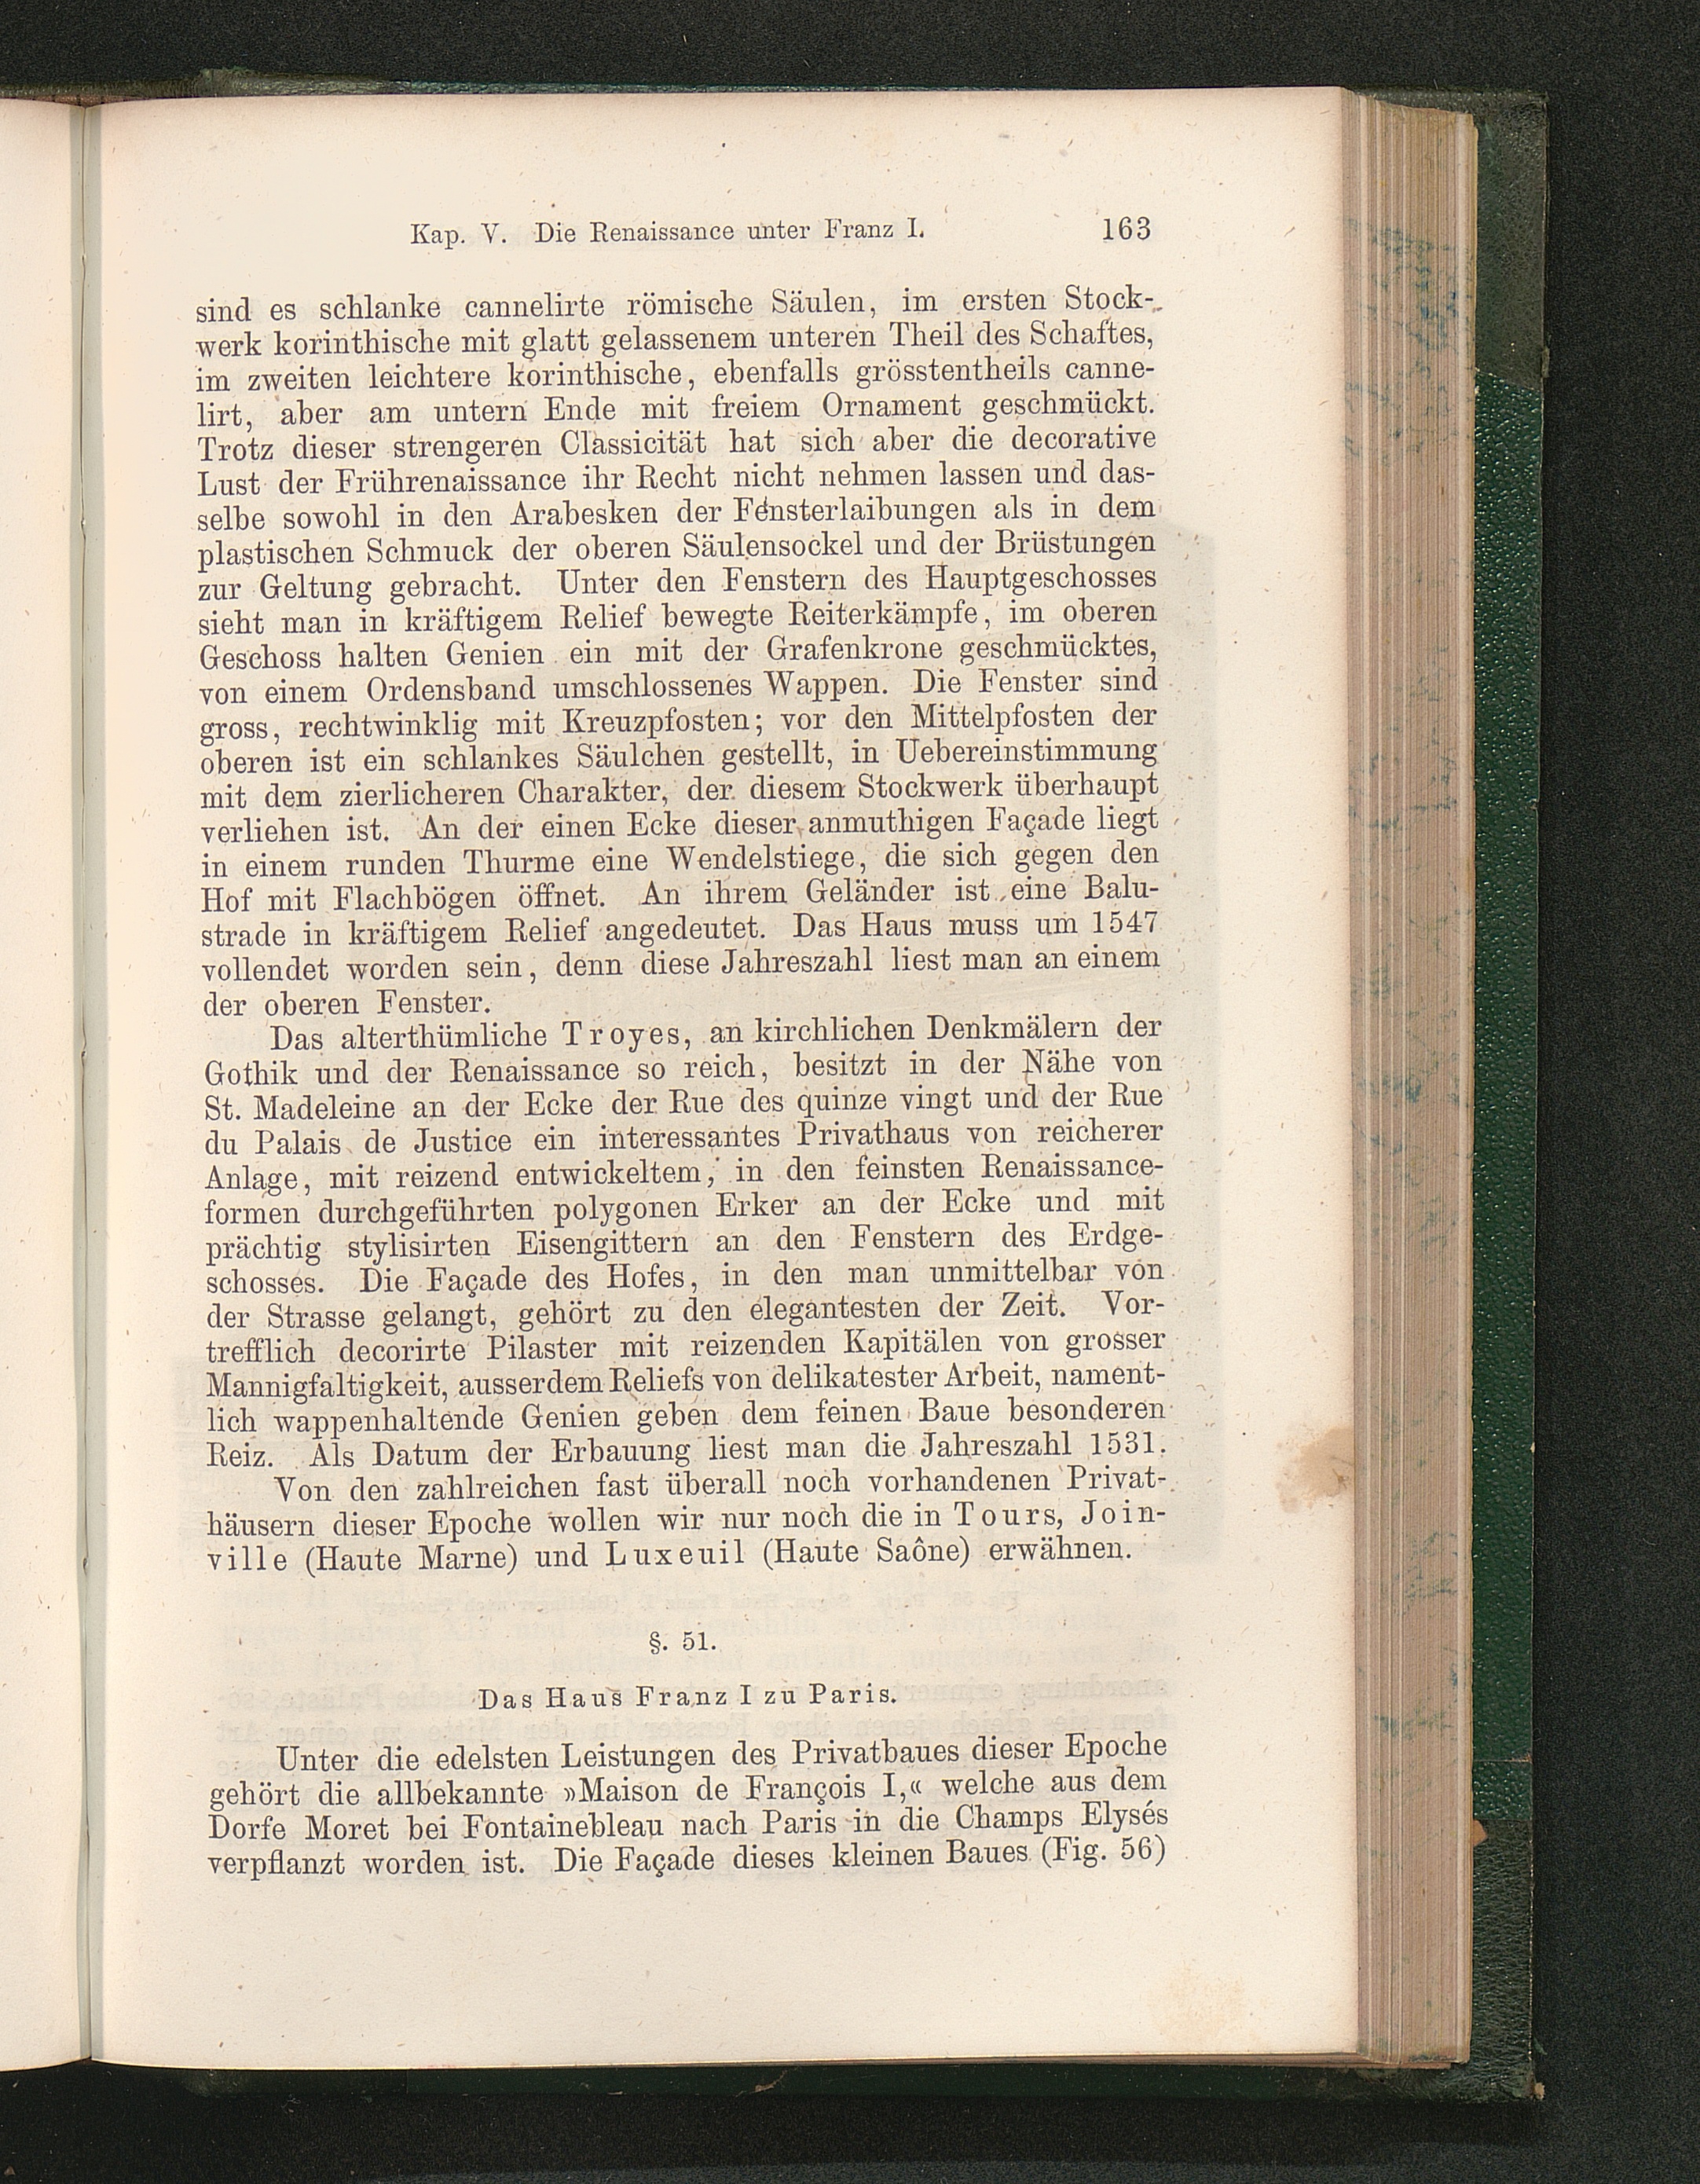 Kap. V. Die Renaissance unter Franz I. 163
sind es schlanke cannelirte römische Säulen, im ersten Stock-
werk korinthische mit glatt gelassenem unteren Theil des Schaftes,
im zweiten leichtere korinthische, ebenfalls grösstentheils canne-
lirt, aber am untern Ende mit freiem Ornament geschmückt.
Trotz dieser strengeren Classicität hat sich aber die decorative
Lust der Frührenaissance ihr Recht nicht nehmen lassen und das-
selbe sowohl in den Arabesken der Fensterlaibungen als in dem
plastischen Schmuck der oberen Säulensockel und der Brüstungen
zur Geltung gebracht. Unter den Fenstern des Hauptgeschosses
sieht man in kräftigem Relief bewegte Reiterkämpfe, im oberen
Geschoss halten Genien ein mit der Grafenkrone geschmücktes,
von einem Ordensband umschlossenes Wappen. Die Fenster sind
gross, rechtwinklig mit Kreuzpfosten; vor den Mittelpfosten der
oberen ist ein schlankes Säulchen gestellt, in Uebereinstimmung
mit dem zierlicheren Charakter, der diesem Stockwerk überhaupt
verliehen ist. An der einen Ecke dieser anmuthigen Façade liegt
in einem runden Thurme eine Wendelstiege, die sich gegen den
Hof mit Flachbögen öffnet. An ihrem Geländer ist eine Balu-
strade in kräftigem Relief angedeutet. Das Haus muss um 1547
vollendet worden sein, denn diese Jahreszahl liest man an einem
der oberen Fenster.
Das alterthümliche Troyes, an kirchlichen Denkmälern der
Gothik und der Renaissance so reich, besitzt in der Nähe von
St. Madeleine an der Ecke der Rue des quinze vingt und der Rue
du Palais de Justice ein interessantes Privathaus von reicherer
Anlage, mit reizend entwickeltem, in den feinsten Renaissance-
formen durchgeführten polygonen Erker an der Ecke und mit
prächtig stylisirten Eisengittern an den Fenstern des Erdge-
schosses. Die Façade des Hofes, in den man unmittelbar von
der Strasse gelangt, gehört zu den elegantesten der Zeit. Vor-
trefflich decorirte Pilaster mit reizenden Kapitälen von grosser
Mannigfaltigkeit, ausserdem Reliefs von delikatester Arbeit, nament-
lich wappenhaltende Genien geben dem feinen Baue besonderen
Reiz. Als Datum der Erbauung liest man die Jahreszahl 1531.
Von den zahlreichen fast überall noch vorhandenen Privat-
häusern dieser Epoche wollen wir nur noch die in Tours, Join-
ville (Haute Marne) und Luxeuil (Haute Saône) erwähnen.
§. 51.
Das Haus Franz I zu Paris.
Unter die edelsten Leistungen des Privatbaues dieser Epoche
gehört die allbekannte »Maison de François I,« welche aus dem
Dorfe Moret bei Fontainebleau nach Paris in die Champs Elysés
verpflanzt worden ist. Die Façade dieses kleinen Baues (Fig. 56)